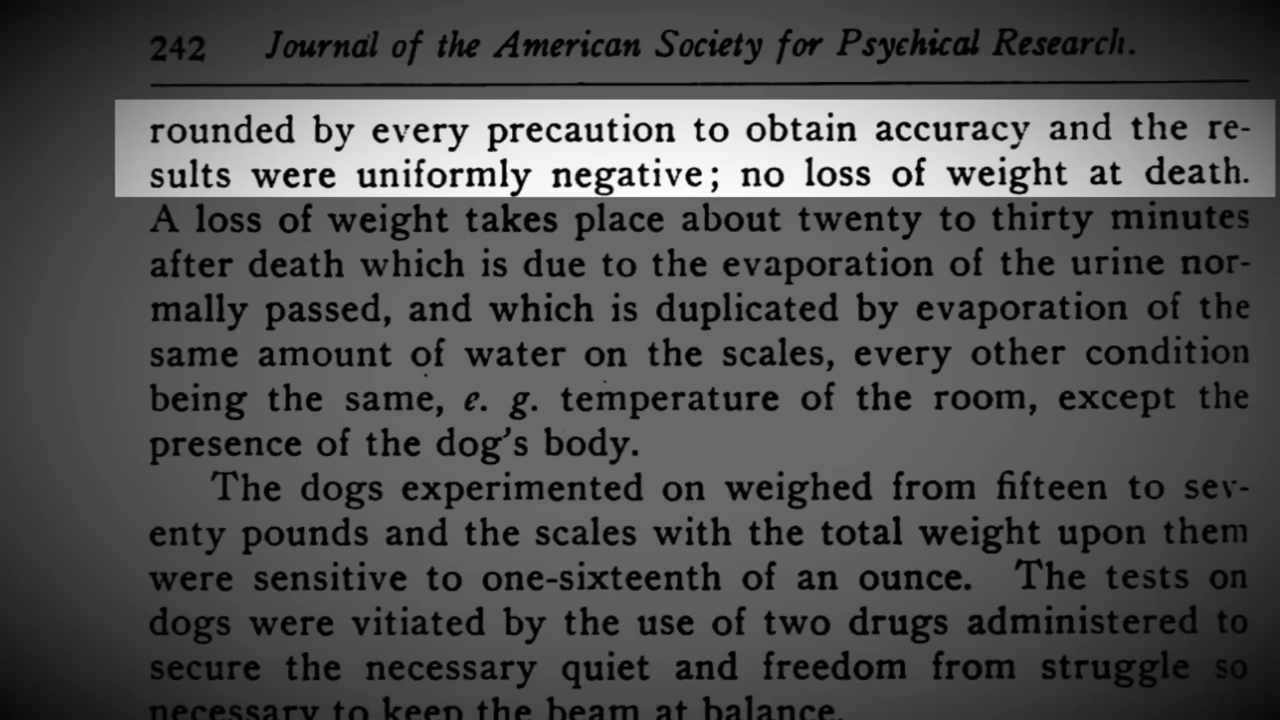 242 Journal of the American Society for Psychical Research.
rounded by every precaution to obtain accuracy and the re-
sults were uniformly negative; no loss of weight at death.
A loss of weight takes place about twenty to thirty minutes
after death which is due to the evaporation of the urine nor-
mally passed, and which is duplicated by evaporation of the
same amount of water on the scales, every other condition
being the same, e. g. temperature of the room, except the
presence of the dog's body.
The dogs experimented on weighed from fifteen to sev-
enty pounds and the scales with the total weight upon them
were sensitive to one-sixteenth of an ounce. The tests on
dogs were vitiated by the use of two drugs administered to
secure the necessary quiet and freedom from struggle so
necessary to keep the beam at balance.